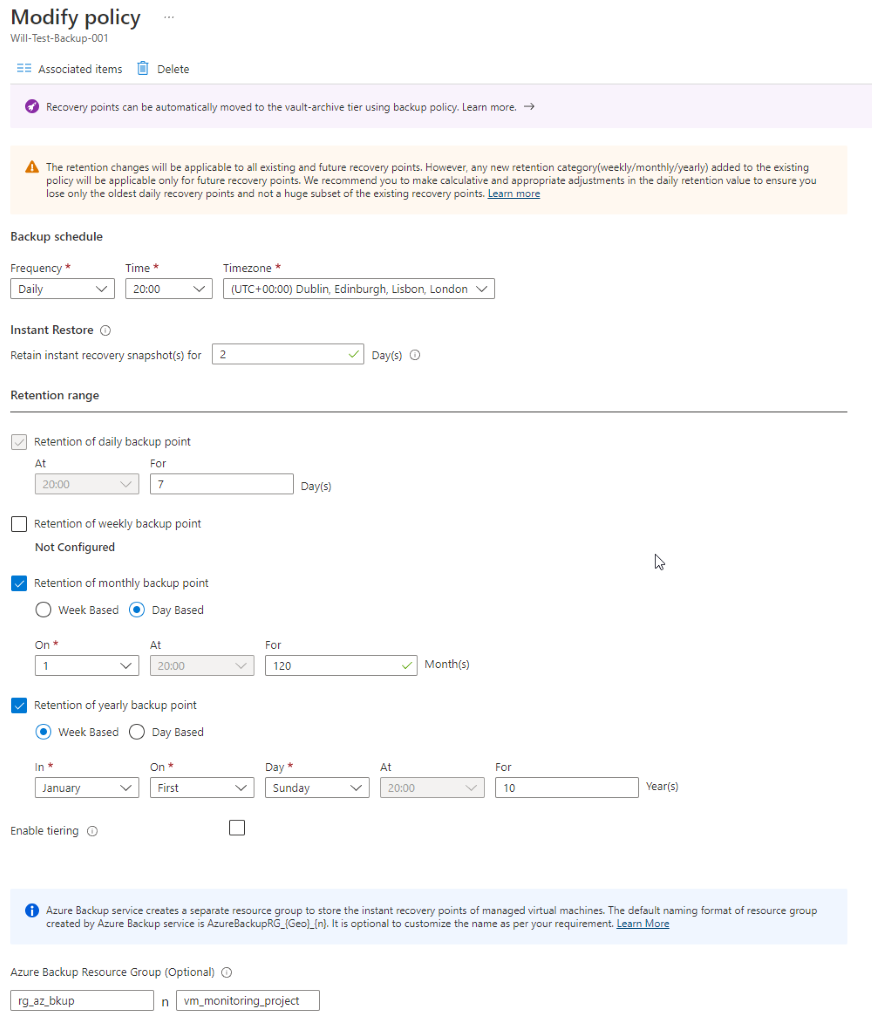 Modify policy ...
Will-Test-Backup-001
Associated items Delete
Recovery points can be automatically moved to the vault-archive tier using backup policy. Learn more. →
The retention changes will be applicable to all existing and future recovery points. However, any new retention category(weekly/monthly/yearly) added to the existing
policy will be applicable only for future recovery points. We recommend you to make calculative and appropriate adjustments in the daily retention value to ensure you
lose only the oldest daily recovery points and not a huge subset of the existing recovery points. Learn more
Backup schedule
Frequency * Time * Timezone *
Daily 20:00 (UTC+00:00) Dublin, Edinburgh, Lisbon, London
Instant Restore
Retain instant recovery snapshot(s) for 2 Day(s)
Retention range
Retention of daily backup point
At For
20:00 7 Day(s)
Retention of weekly backup point
Not Configured
Retention of monthly backup point
Week Based Day Based
On * At For
1 20:00 120 Month(s)
Retention of yearly backup point
Week Based Day Based
In * On * Day * At For
January First Sunday 20:00 10 Year(s)
Enable tiering
Azure Backup service creates a separate resource group to store the instant recovery points of managed virtual machines. The default naming format of resource group
created by Azure Backup service is AzureBackupRG_{Geo}_{n}. It is optional to customize the name as per your requirement. Learn More
Azure Backup Resource Group (Optional)
rg_az_bkup n vm_monitoring_project